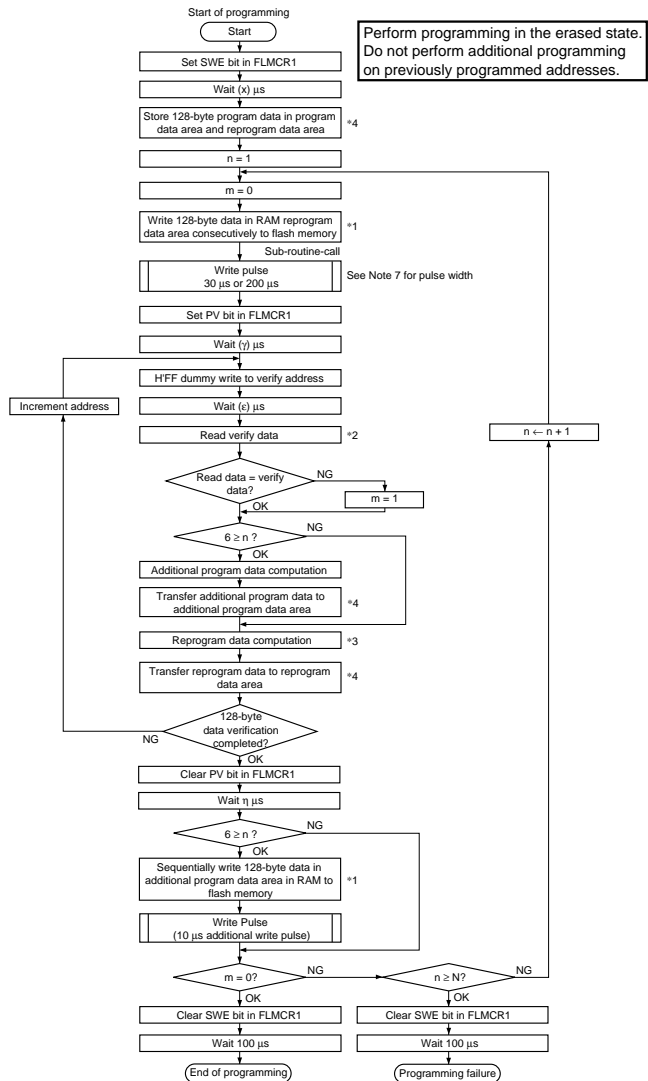 Start of programming
Start
Perform programming in the erased state.
Do not perform additional programming
on previously programmed addresses.
Set SWE bit in FLMCR1
Wait (x) μs
Store 128-byte program data in program
data area and reprogram data area
*4
n = 1
m = 0
Write 128-byte data in RAM reprogram
data area consecutively to flash memory
*1
Sub-routine-call
Write pulse
30 μs or 200 μs
See Note 7 for pulse width
Set PV bit in FLMCR1
Wait (γ) μs
H'FF dummy write to verify address
Increment address
Wait (ε) μs
Read verify data
*2
n ← n + 1
Read data = verify
data?
NG
m = 1
OK
6 ≥ n ?
NG
OK
Additional program data computation
Transfer additional program data to
additional program data area
*4
Reprogram data computation
*3
Transfer reprogram data to reprogram
data area
*4
128-byte
data verification
completed?
NG
OK
Clear PV bit in FLMCR1
Wait η μs
6 ≥ n ?
NG
OK
Sequentially write 128-byte data in
additional program data area in RAM to
flash memory
*1
Write Pulse
(10 μs additional write pulse)
m = 0?
NG
n ≥ N?
NG
OK
OK
Clear SWE bit in FLMCR1
Clear SWE bit in FLMCR1
Wait 100 μs
Wait 100 μs
End of programming
Programming failure